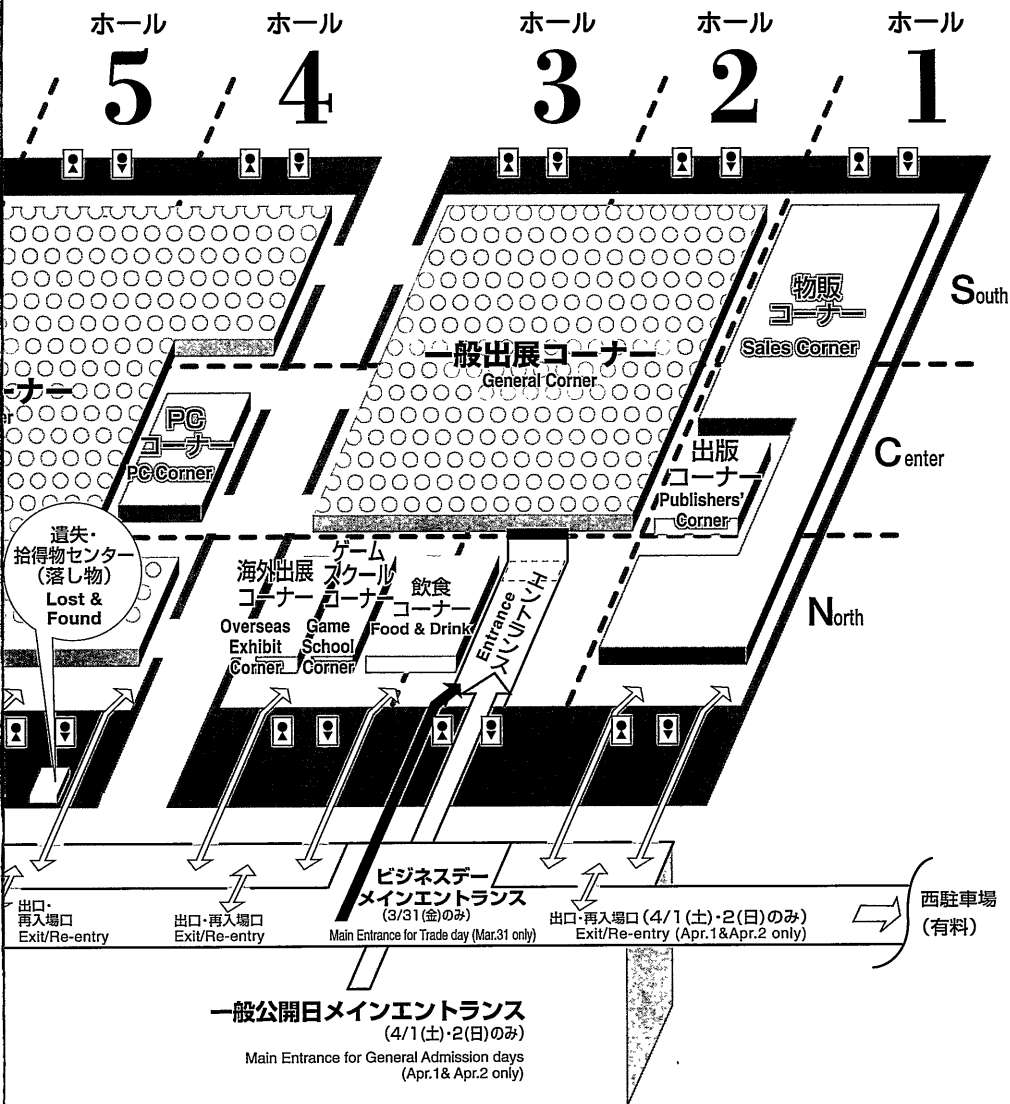 ホール
5
ホール
4
ホール
3
ホール
2
ホール
1
South
Center
North
物販
コーナー
Sales Corner
一般出展コーナー
General Corner
ーナー
er
PC
コーナー
PC Corner
出版
コーナー
Publishers'
Corner
遺失・
拾得物センター
(落し物)
Lost &
Found
海外出展
コーナー
Overseas
Exhibit
Corner
ゲーム
スクール
コーナー
Game
School
Corner
飲食
コーナー
Food & Drink
エントランス
Entrance
ビジネスデー
メインエントランス
(3/31(金)のみ)
Main Entrance for Trade day (Mar.31 only)
出口・
再入場口
Exit/Re-entry
出口・再入場口
Exit/Re-entry
出口・再入場口(4/1(土)・2(日)のみ)
Exit/Re-entry (Apr.1&Apr.2 only)
西駐車場
(有料)
一般公開日メインエントランス
(4/1(土)・2(日)のみ)
Main Entrance for General Admission days
(Apr.1& Apr.2 only)